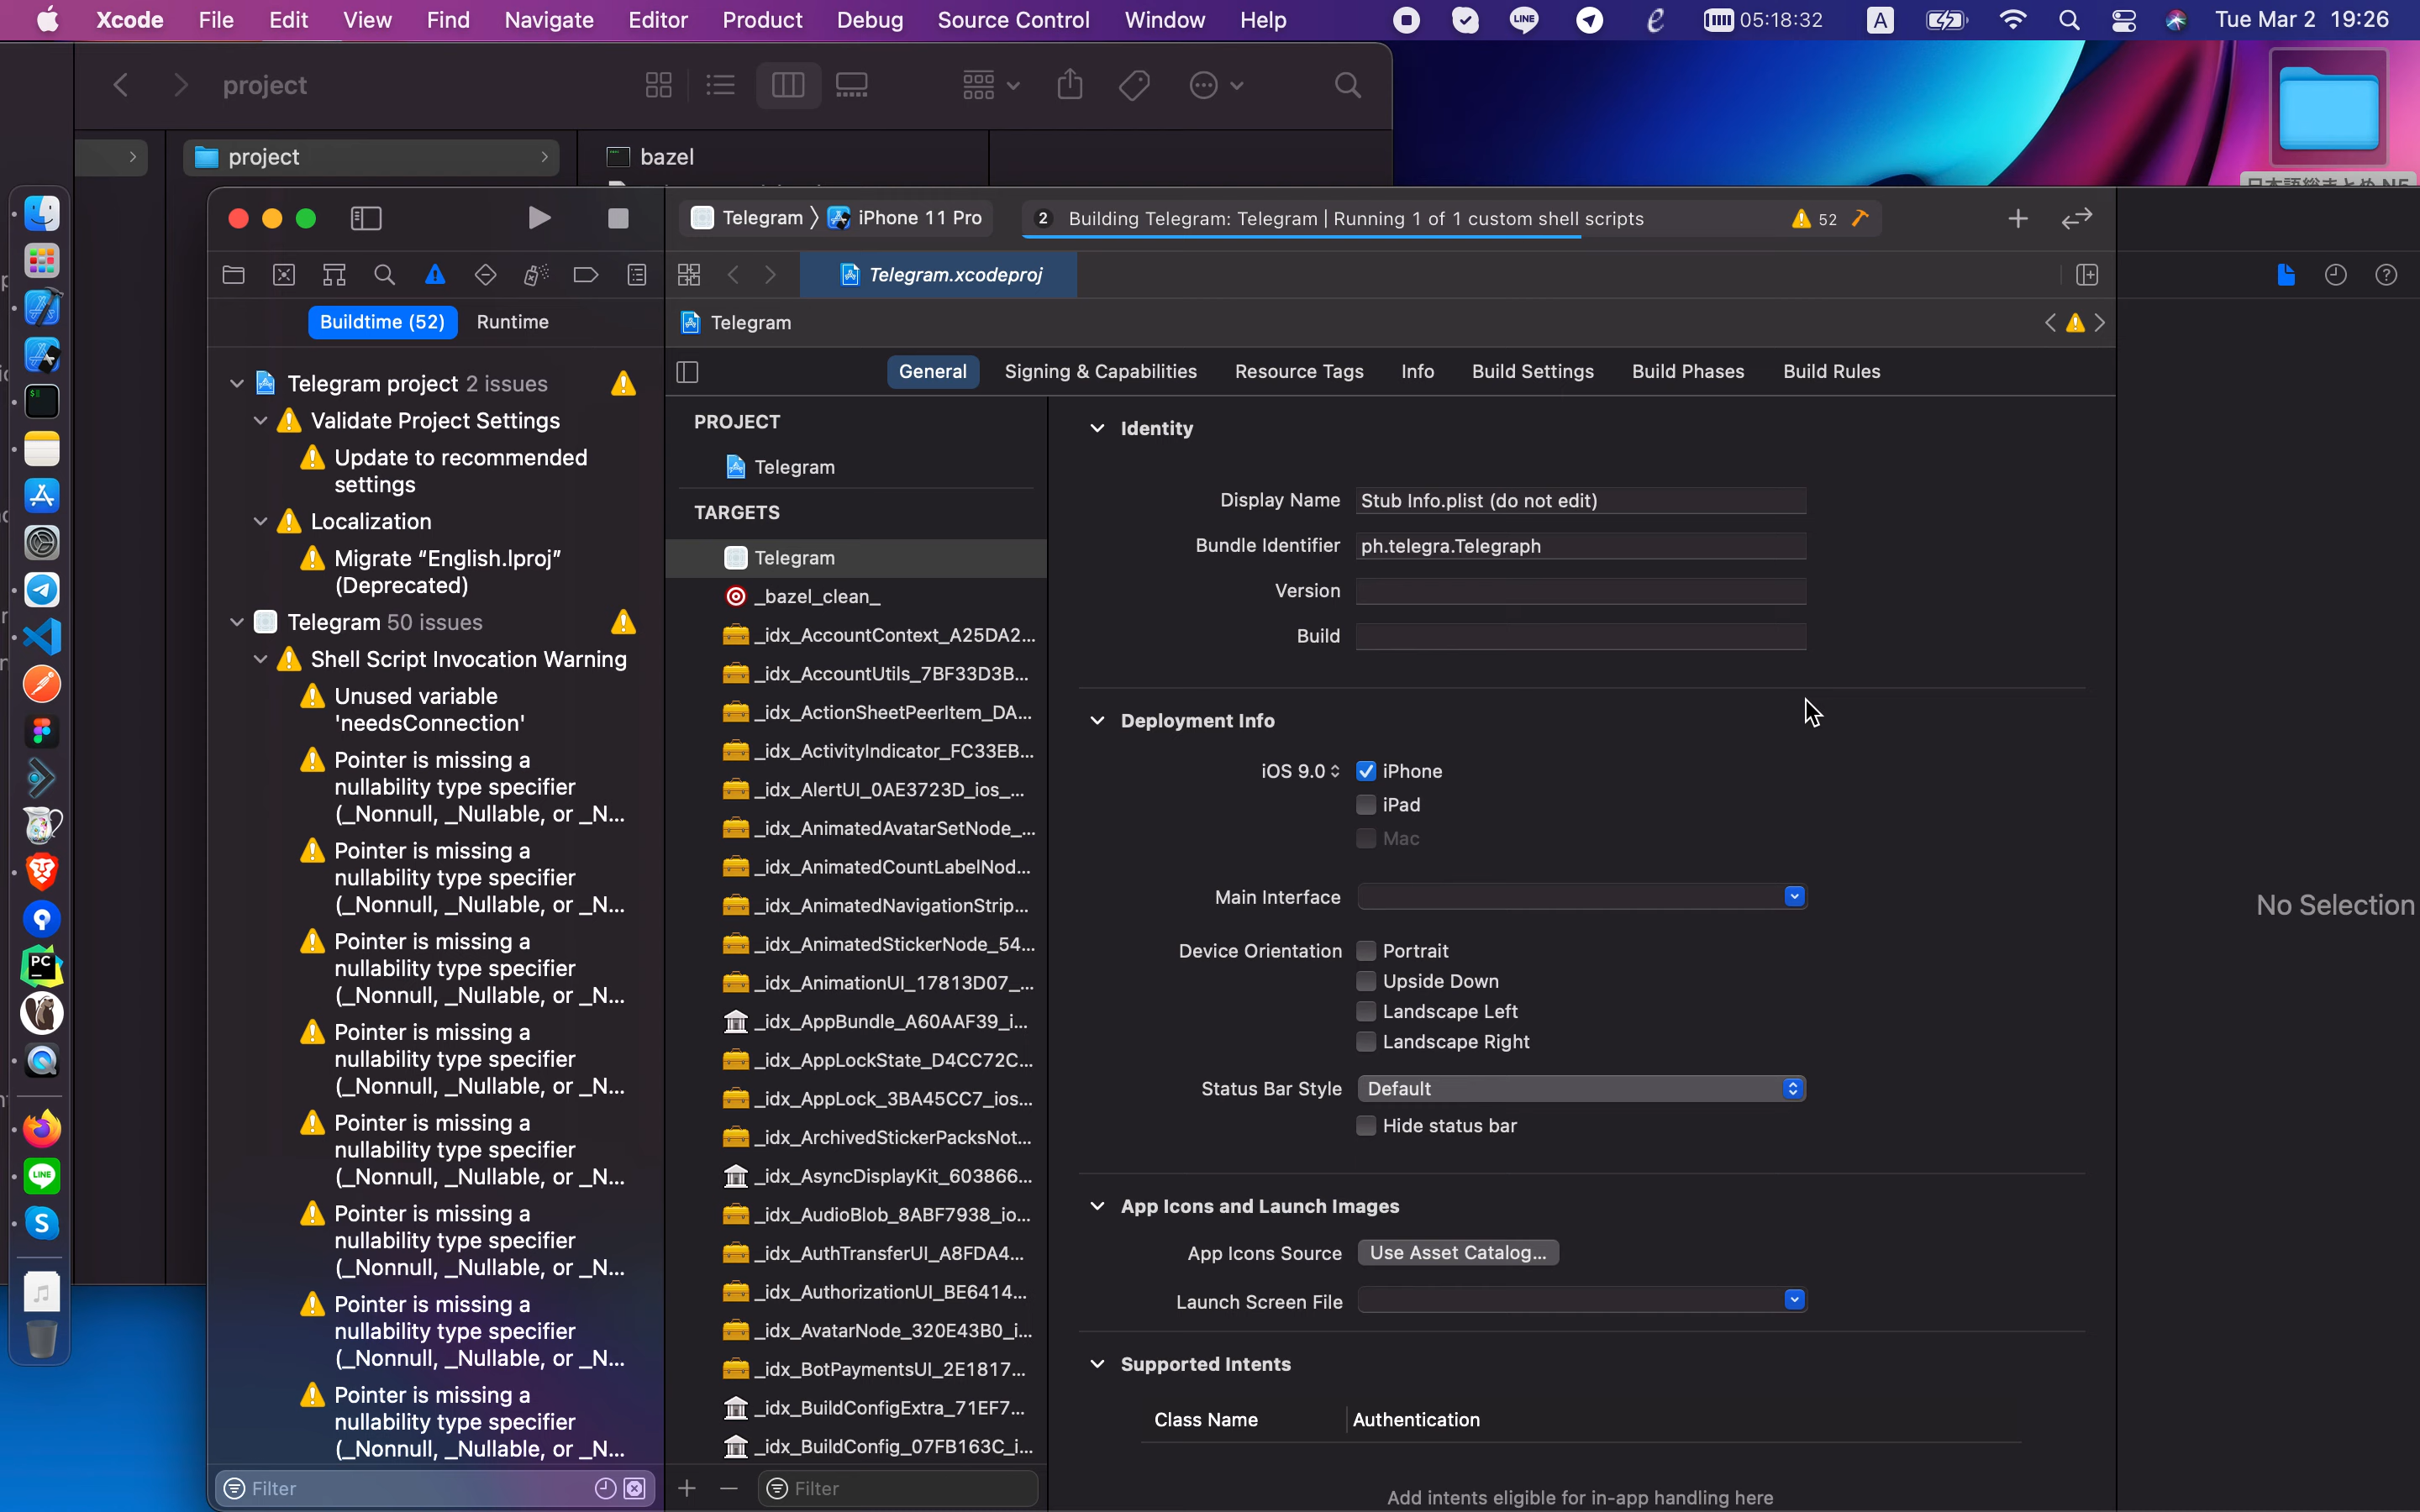 Xcode File Edit View Find Navigate Editor Product Debug Source Control Window Help
LINE 05:18:32 A Tue Mar 2 19:26
project
project
bazel
Telegram
iPhone 11 Pro
2 Building Telegram: Telegram | Running 1 of 1 custom shell scripts
52
Telegram.xcodeproj
Buildtime (52) Runtime
Telegram
General Signing & Capabilities Resource Tags Info Build Settings Build Phases Build Rules
Telegram project 2 issues
Validate Project Settings
Update to recommended
settings
Localization
Migrate “English.lproj”
(Deprecated)
Telegram 50 issues
Shell Script Invocation Warning
Unused variable
'needsConnection'
Pointer is missing a
nullability type specifier
(_Nonnull, _Nullable, or _N...
Pointer is missing a
nullability type specifier
(_Nonnull, _Nullable, or _N...
Pointer is missing a
nullability type specifier
(_Nonnull, _Nullable, or _N...
Pointer is missing a
nullability type specifier
(_Nonnull, _Nullable, or _N...
Pointer is missing a
nullability type specifier
(_Nonnull, _Nullable, or _N...
Pointer is missing a
nullability type specifier
(_Nonnull, _Nullable, or _N...
Pointer is missing a
nullability type specifier
(_Nonnull, _Nullable, or _N...
Pointer is missing a
nullability type specifier
(_Nonnull, _Nullable, or _N...
Filter
PROJECT
Telegram
TARGETS
Telegram
_bazel_clean_
_idx_AccountContext_A25DA2...
_idx_AccountUtils_7BF33D3B...
_idx_ActionSheetPeerItem_DA...
_idx_ActivityIndicator_FC33EB...
_idx_AlertUI_0AE3723D_ios_...
_idx_AnimatedAvatarSetNode_...
_idx_AnimatedCountLabelNod...
_idx_AnimatedNavigationStrip...
_idx_AnimatedStickerNode_54...
_idx_AnimationUI_17813D07_...
_idx_AppBundle_A60AAF39_i...
_idx_AppLockState_D4CC72C...
_idx_AppLock_3BA45CC7_ios...
_idx_ArchivedStickerPacksNot...
_idx_AsyncDisplayKit_603866...
_idx_AudioBlob_8ABF7938_io...
_idx_AuthTransferUI_A8FDA4...
_idx_AuthorizationUI_BE6414...
_idx_AvatarNode_320E43B0_i...
_idx_BotPaymentsUI_2E1817...
_idx_BuildConfigExtra_71EF7...
_idx_BuildConfig_07FB163C_i...
Filter
Identity
Display Name Stub Info.plist (do not edit)
Bundle Identifier ph.telegra.Telegraph
Version
Build
Deployment Info
iOS 9.0 iPhone
iPad
Mac
Main Interface
Device Orientation Portrait
Upside Down
Landscape Left
Landscape Right
Status Bar Style Default
Hide status bar
App Icons and Launch Images
App Icons Source Use Asset Catalog...
Launch Screen File
Supported Intents
Class Name Authentication
Add intents eligible for in-app handling here
No Selection
PC
LINE